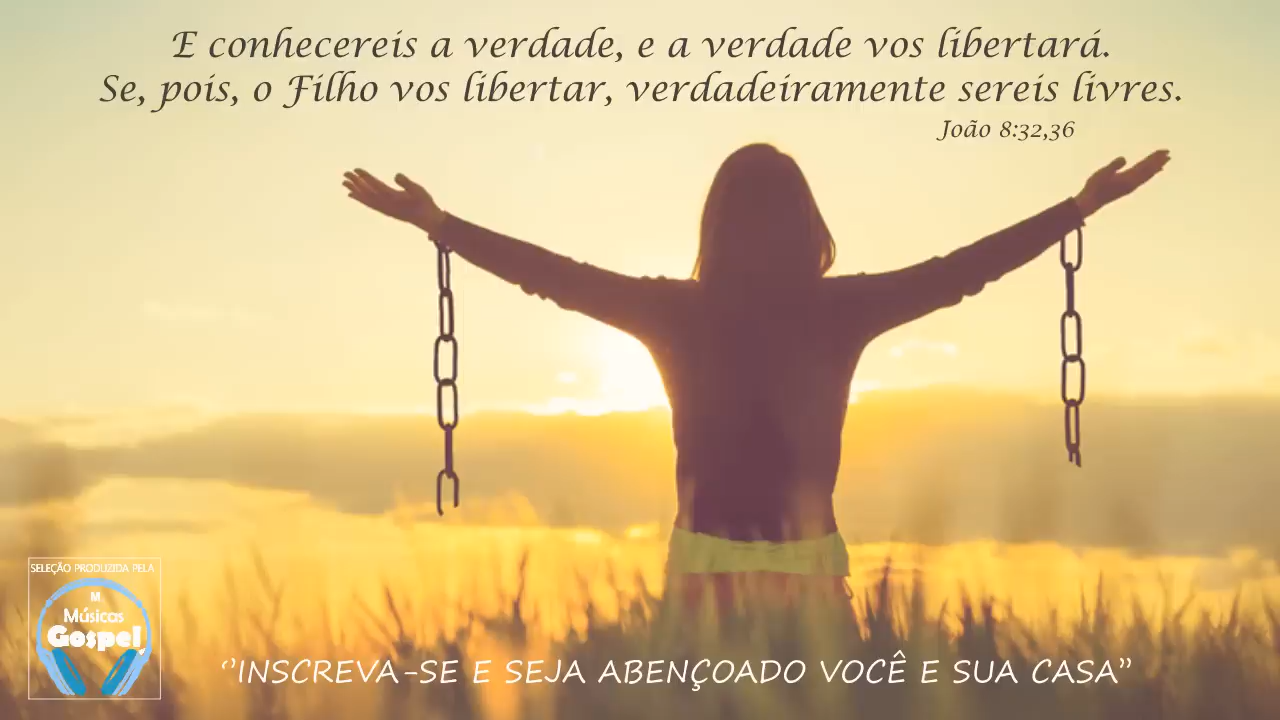 E conhecereis a verdade, e a verdade vos libertará.
Se, pois, o Filho vos libertar, verdadeiramente sereis livres.
João 8:32,36
SELEÇÃO PRODUZIDA PELA
M
Músicas
Gospel
“INSCREVA-SE E SEJA ABENÇOADO VOCÊ E SUA CASA”